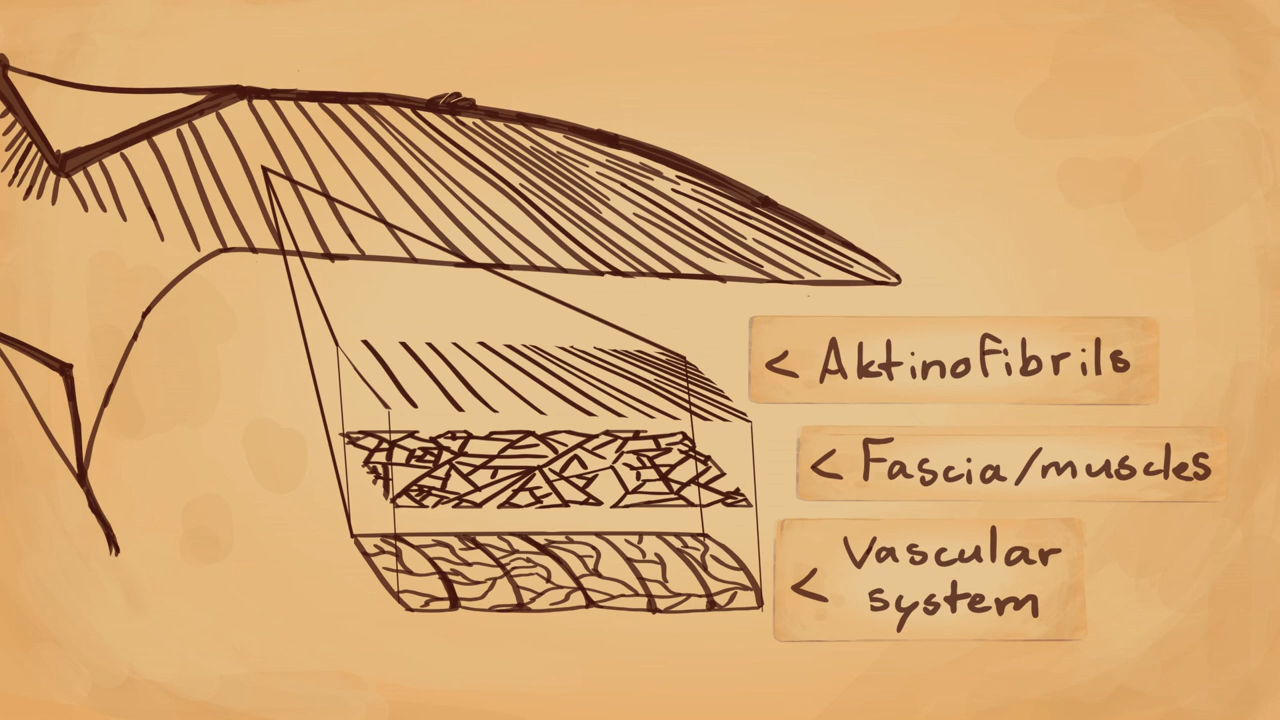 < Aktinofibrils
< Fascia/muscles
Vascular
< system